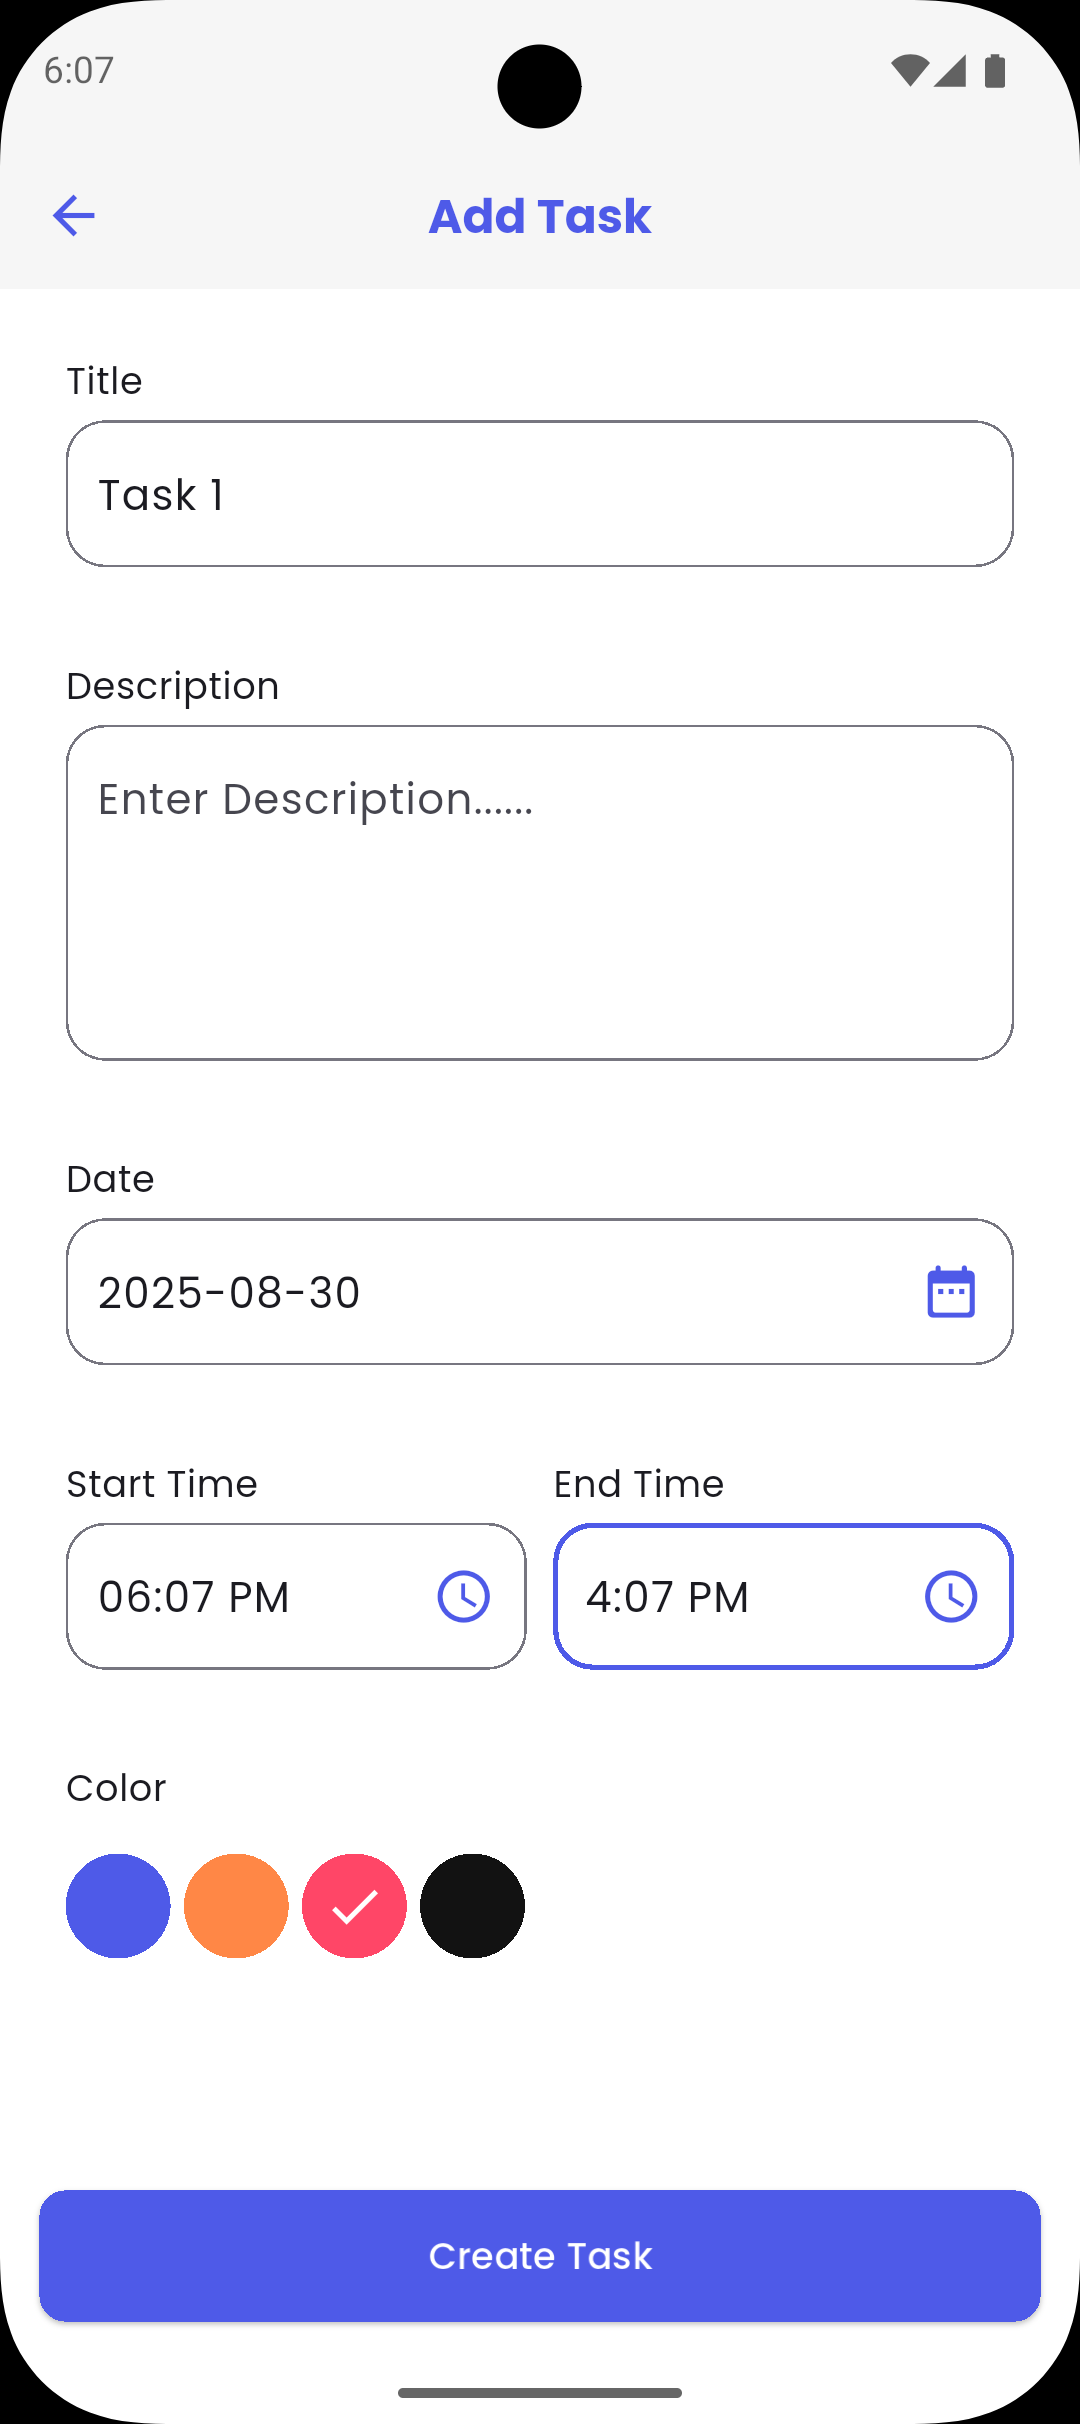 6:07
Add Task
Title
Task 1
Description
Enter Description......
Date
2025-08-30
Start Time
End Time
06:07 PM
4:07 PM
Color
Create Task